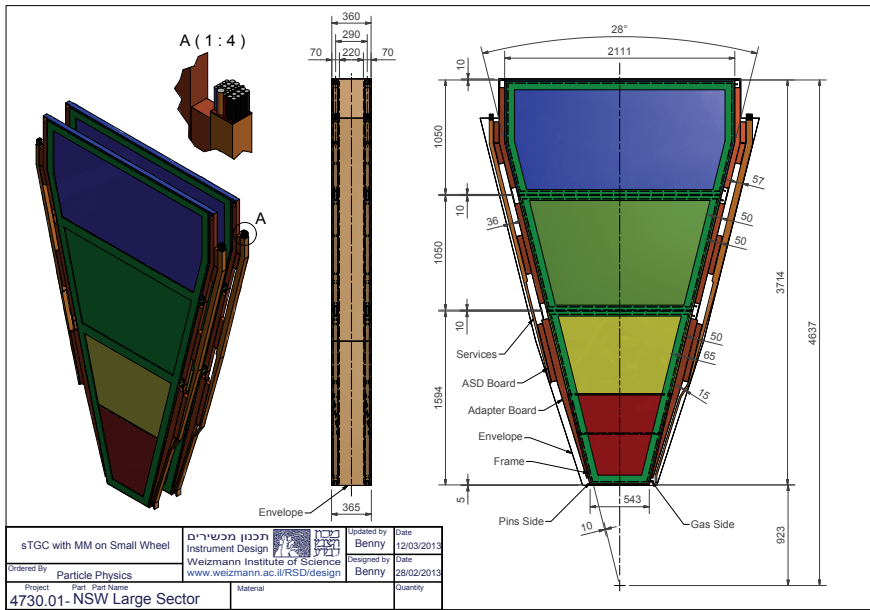 A ( 1 : 4 )
A
360
290
70
220
70
Envelope
365
28°
2111
10
1050
10
1050
10
1594
5
36
57
50
50
50
65
15
3714
4637
923
Services
ASD Board
Adapter Board
Envelope
Frame
Pins Side
543
Gas Side
10
sTGC with MM on Small Wheel
תכנון מכשירים
Instrument Design
Weizmann Institute of Science
www.weizmann.ac.il/RSD/design
Updated by
Benny
Date
12/03/2013
Designed by
Benny
Date
28/02/2013
Ordered By
Particle Physics
Project
Part
Part Name
4730.01- NSW Large Sector
Material
Quantity